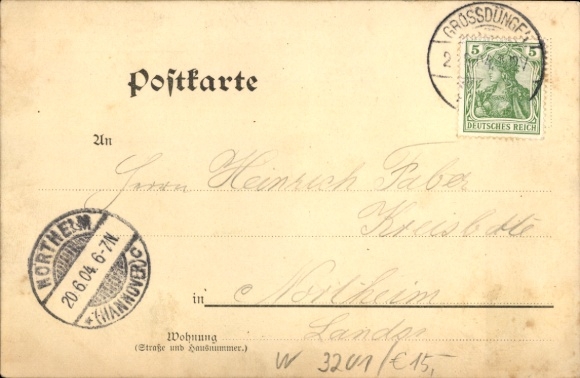 GROSSDÜNGEN
5 5
DEUTSCHES REICH
Postkarte
An
Herrn Heinrich Faber
Kreisbote
NORTHEIM
20.6.04. 6-7N.
*(HANNOVER)C
in Northeim
Wohnung
(Straße und Hausnummer.)
W 3201/€15,-